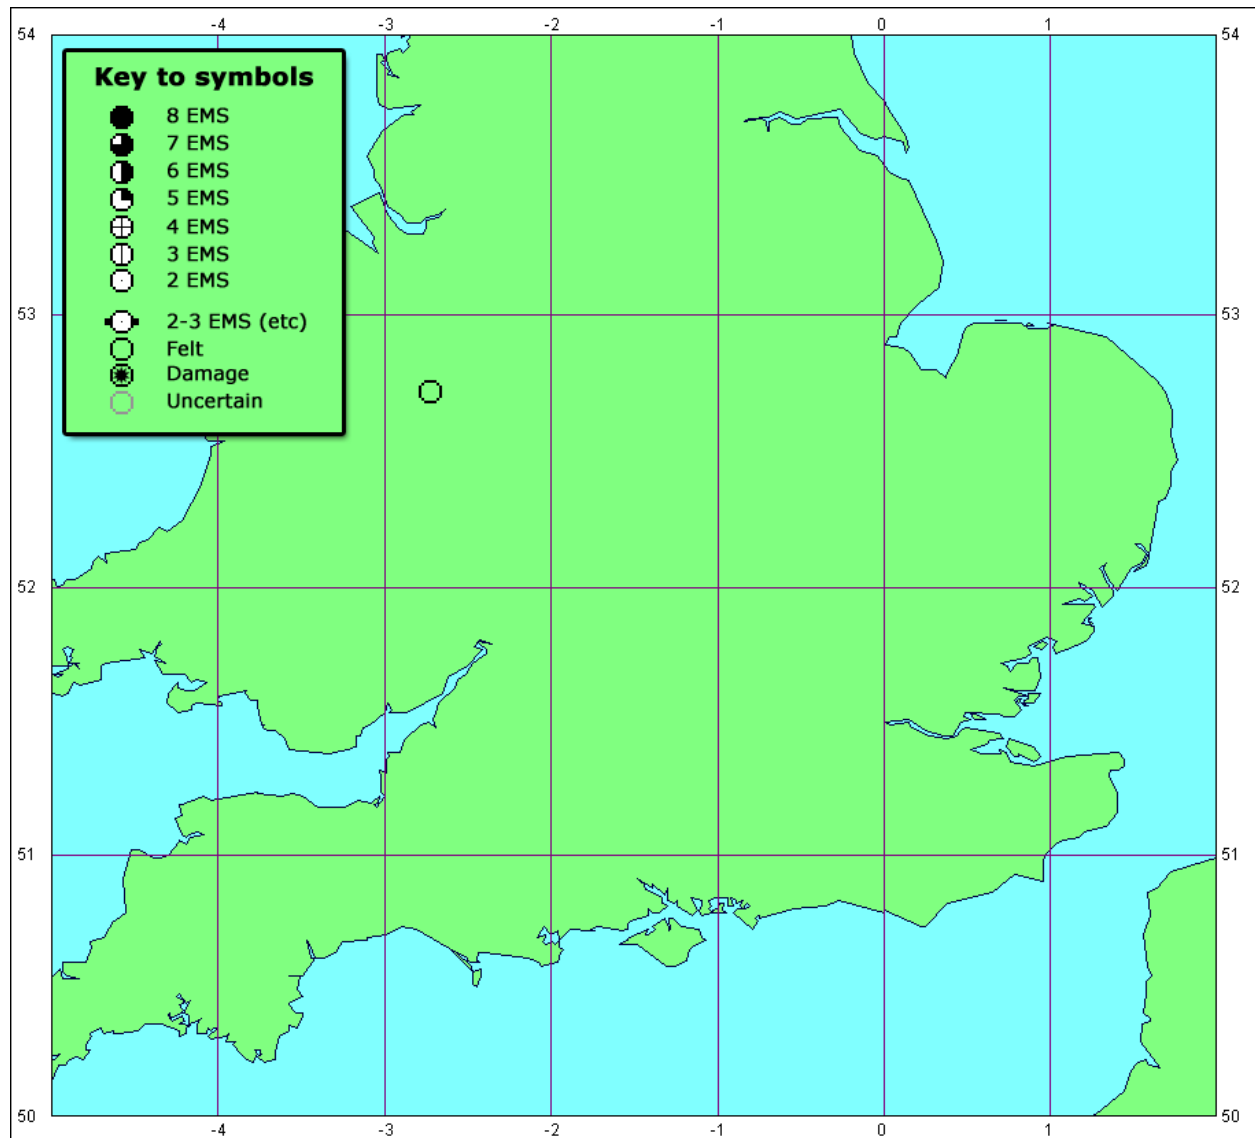 -4 -3 -2 -1 0 1
54 54
Key to symbols
8 EMS
7 EMS
6 EMS
5 EMS
4 EMS
3 EMS
2 EMS
2-3 EMS (etc)
Felt
Damage
Uncertain
53 53
52 52
51 51
50 50
-4 -3 -2 -1 0 1